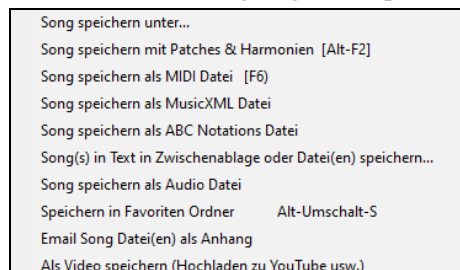 Song speichern unter...
Song speichern mit Patches & Harmonien [Alt-F2]
Song speichern als MIDI Datei [F6)
Song speichern als MusicXML Datei
Song speichern als ABC Notations Datei
Song(s) in Text in Zwischenablage oder Datei(en) speichern...
Song speichern als Audio Datei
Speichern in Favoriten Ordner Alt-Umschalt-S
Email Song Datei(en) als Anhang
Als Video speichern (Hochladen zu YouTube usw.)